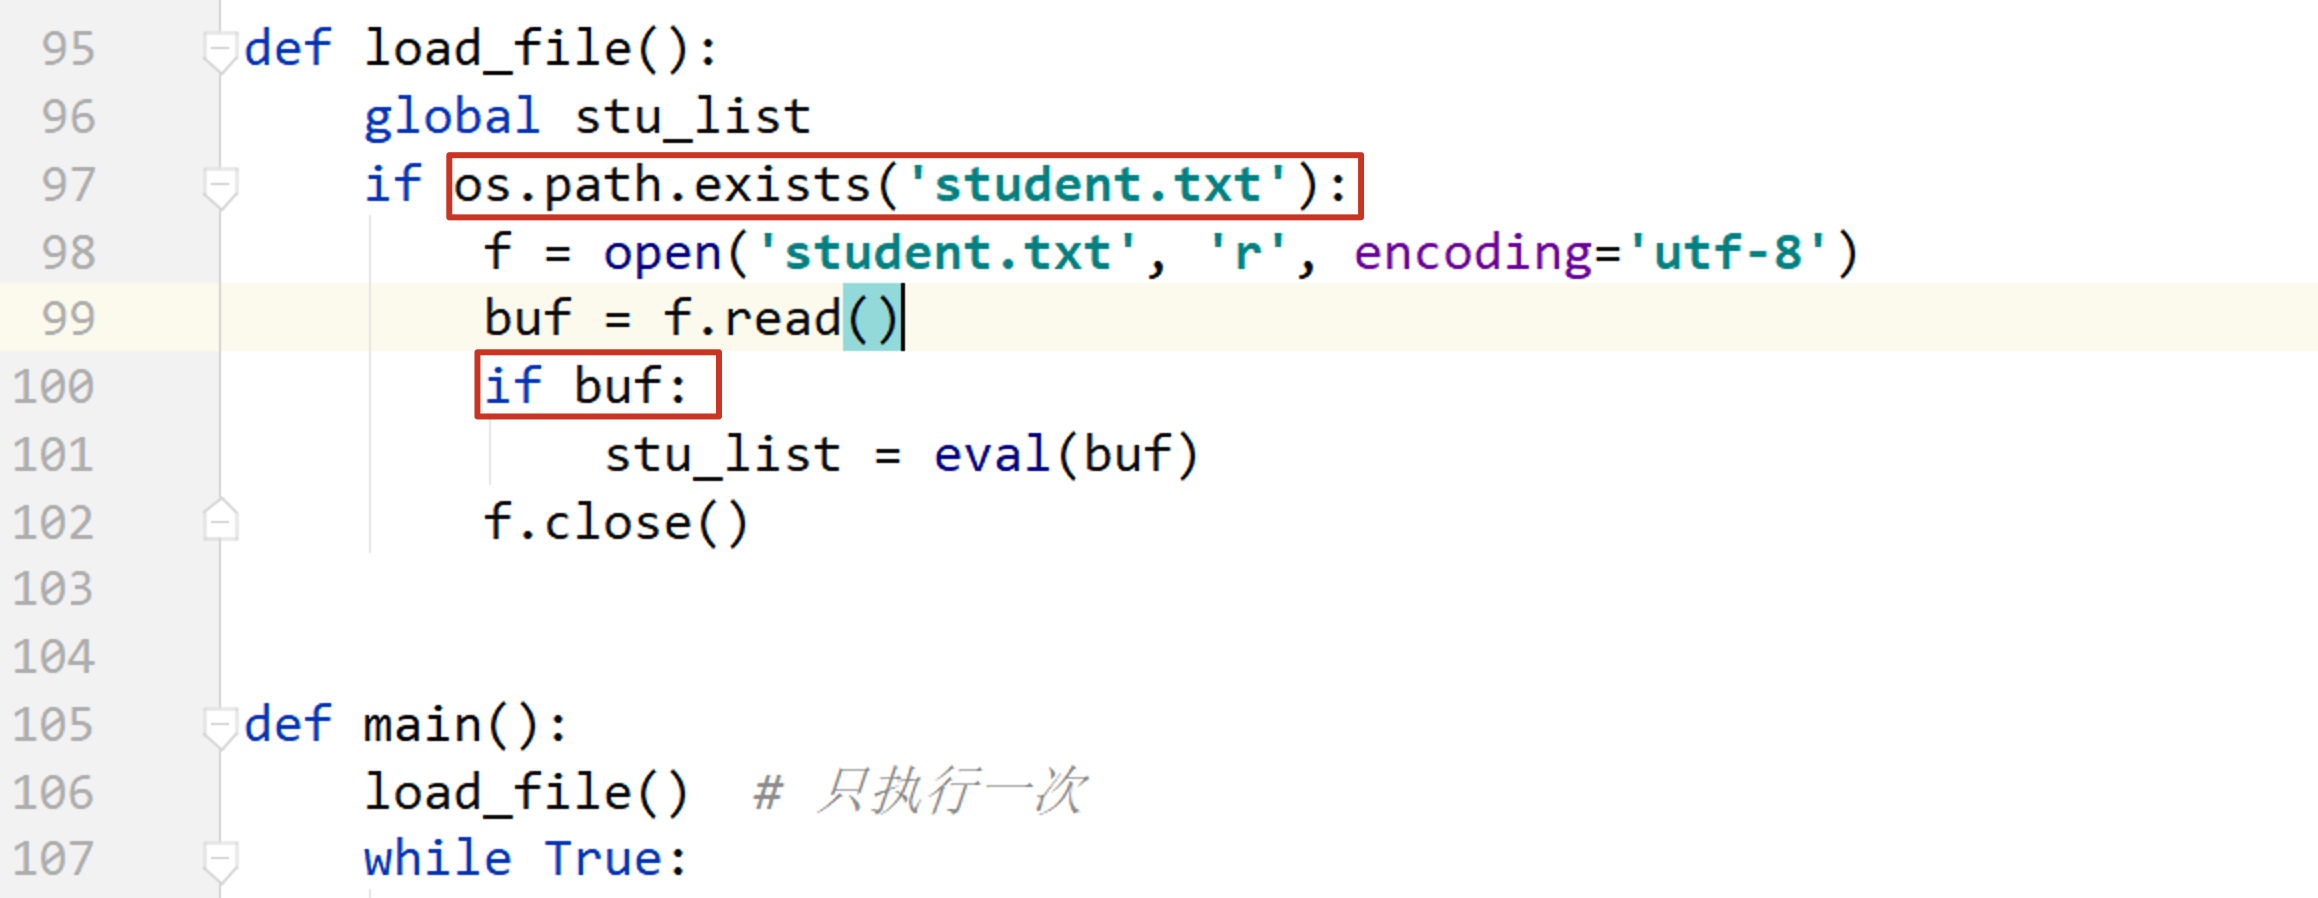 95 def load_file():
96     global stu_list
97     if os.path.exists('student.txt'):
98         f = open('student.txt', 'r', encoding='utf-8')
99         buf = f.read()
100         if buf:
101             stu_list = eval(buf)
102         f.close()
103
104
105 def main():
106     load_file()  # 只执行一次
107     while True: